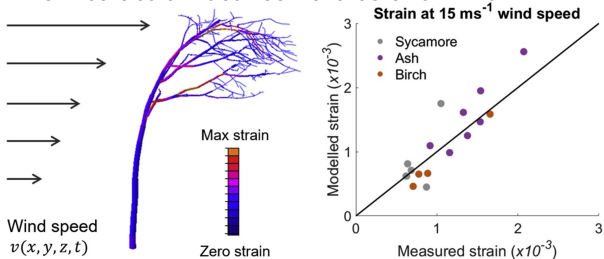 Strain at 15 ms⁻¹ wind speed
Sycamore
Ash
Birch
Modelled strain (x10⁻³)
3
2
1
0
0
1
2
3
Measured strain (x10⁻³)
Max strain
Zero strain
Wind speed
v(x, y, z, t)